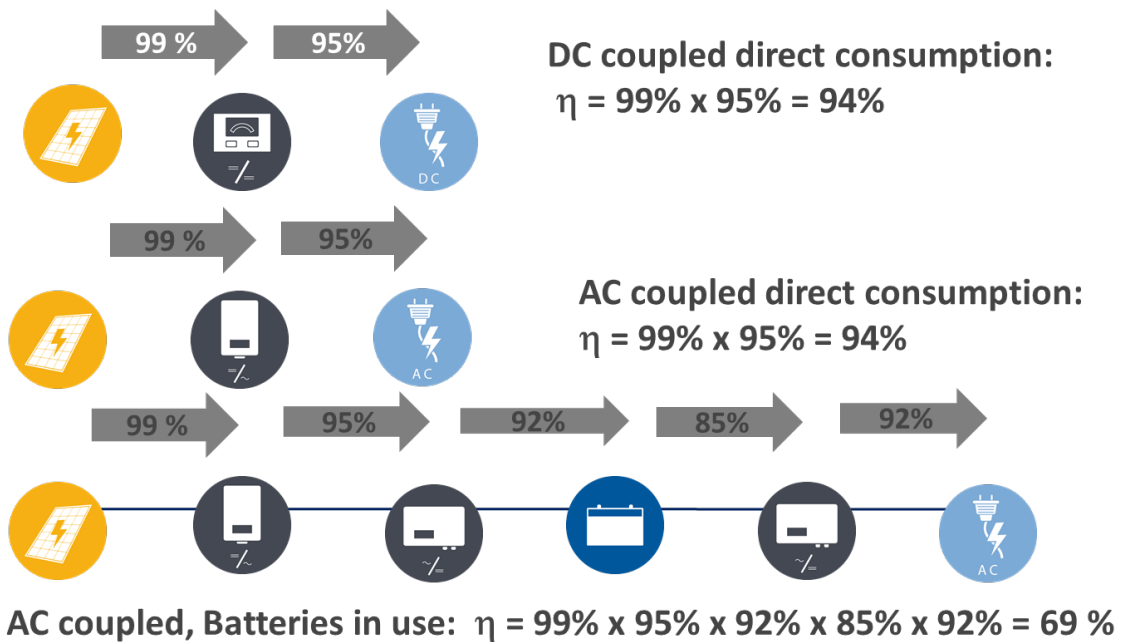 99 % 95%
DC coupled direct consumption:
η = 99% x 95% = 94%
DC
99 % 95%
AC coupled direct consumption:
η = 99% x 95% = 94%
AC
99 % 95% 92% 85% 92%
AC
AC coupled, Batteries in use: η = 99% x 95% x 92% x 85% x 92% = 69 %